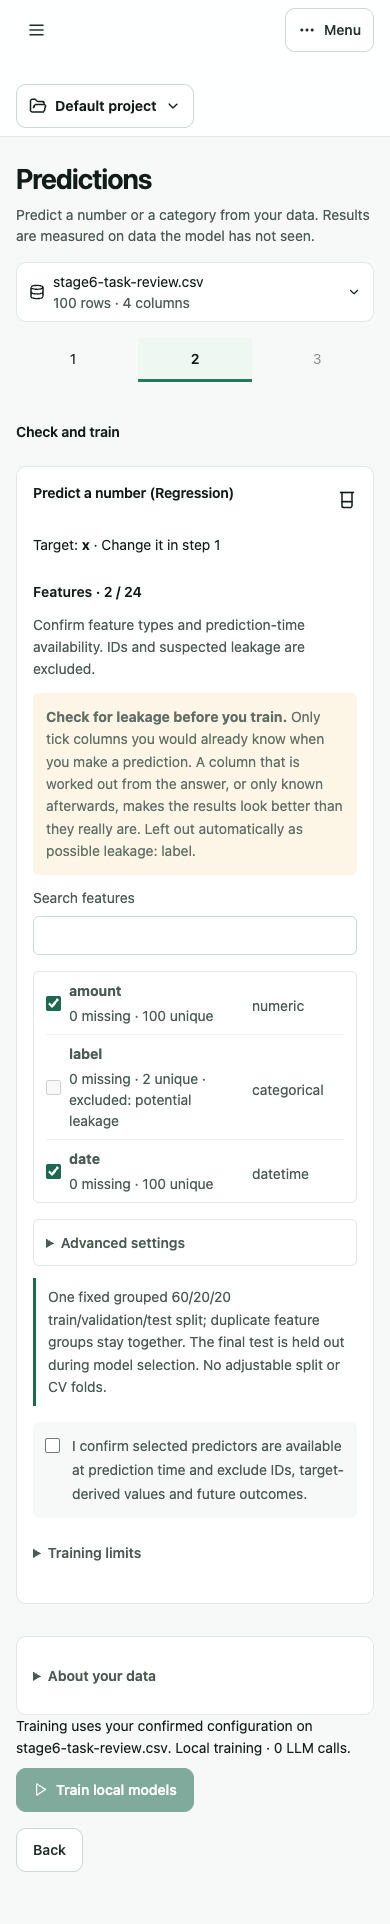 Menu
Default project
Predictions
Predict a number or a category from your data. Results
are measured on data the model has not seen.
stage6-task-review.csv
100 rows · 4 columns
1
2
3
Check and train
Predict a number (Regression)
Target: x · Change it in step 1
Features · 2 / 24
Confirm feature types and prediction-time
availability. IDs and suspected leakage are
excluded.
Check for leakage before you train. Only
tick columns you would already know when
you make a prediction. A column that is
worked out from the answer, or only known
afterwards, makes the results look better than
they really are. Left out automatically as
possible leakage: label.
Search features
amount
0 missing · 100 unique
numeric
label
0 missing · 2 unique ·
excluded: potential
leakage
categorical
date
0 missing · 100 unique
datetime
Advanced settings
One fixed grouped 60/20/20
train/validation/test split; duplicate feature
groups stay together. The final test is held out
during model selection. No adjustable split or
CV folds.
I confirm selected predictors are available
at prediction time and exclude IDs, target-
derived values and future outcomes.
Training limits
About your data
Training uses your confirmed configuration on
stage6-task-review.csv. Local training · 0 LLM calls.
Train local models
Back